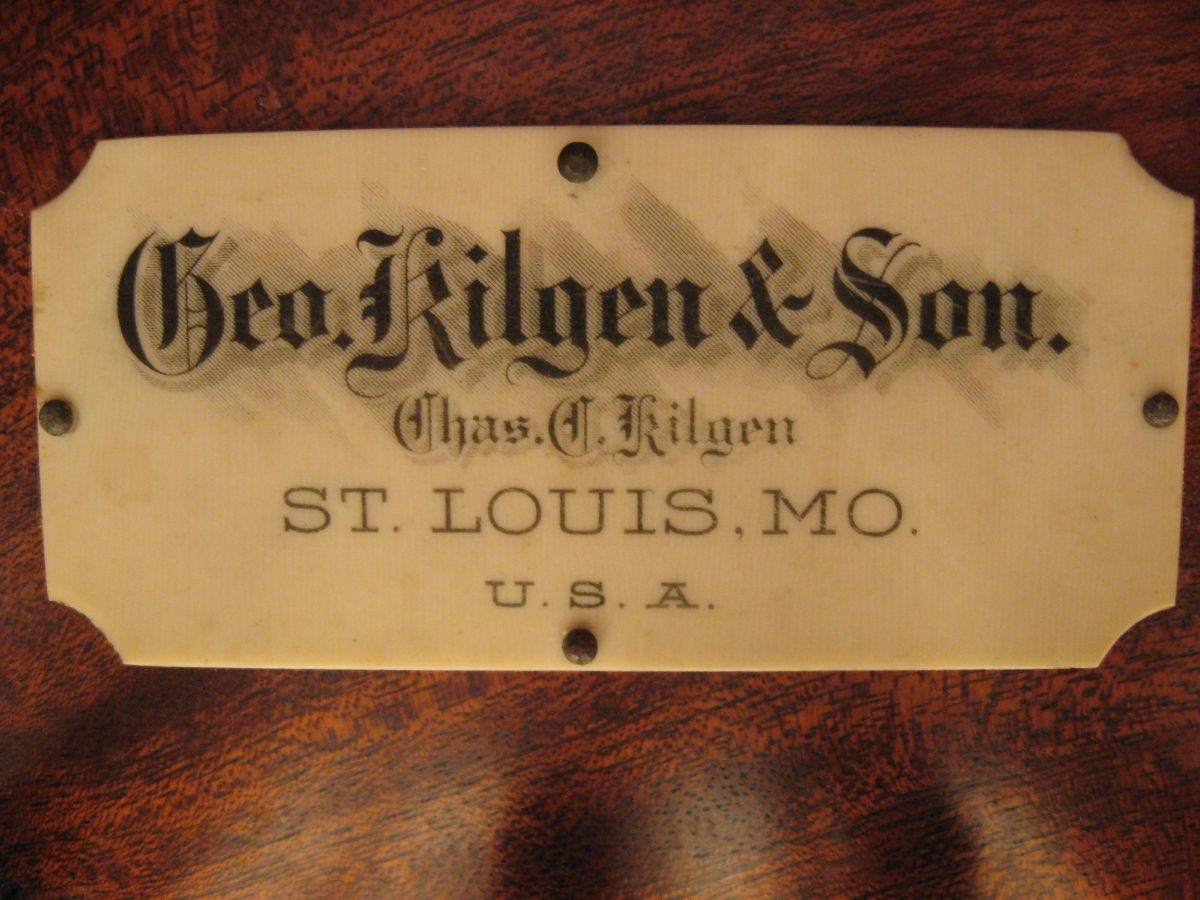 Geo. Kilgen & Son.
Chas. C. Kilgen
ST. LOUIS, MO.
U. S. A.